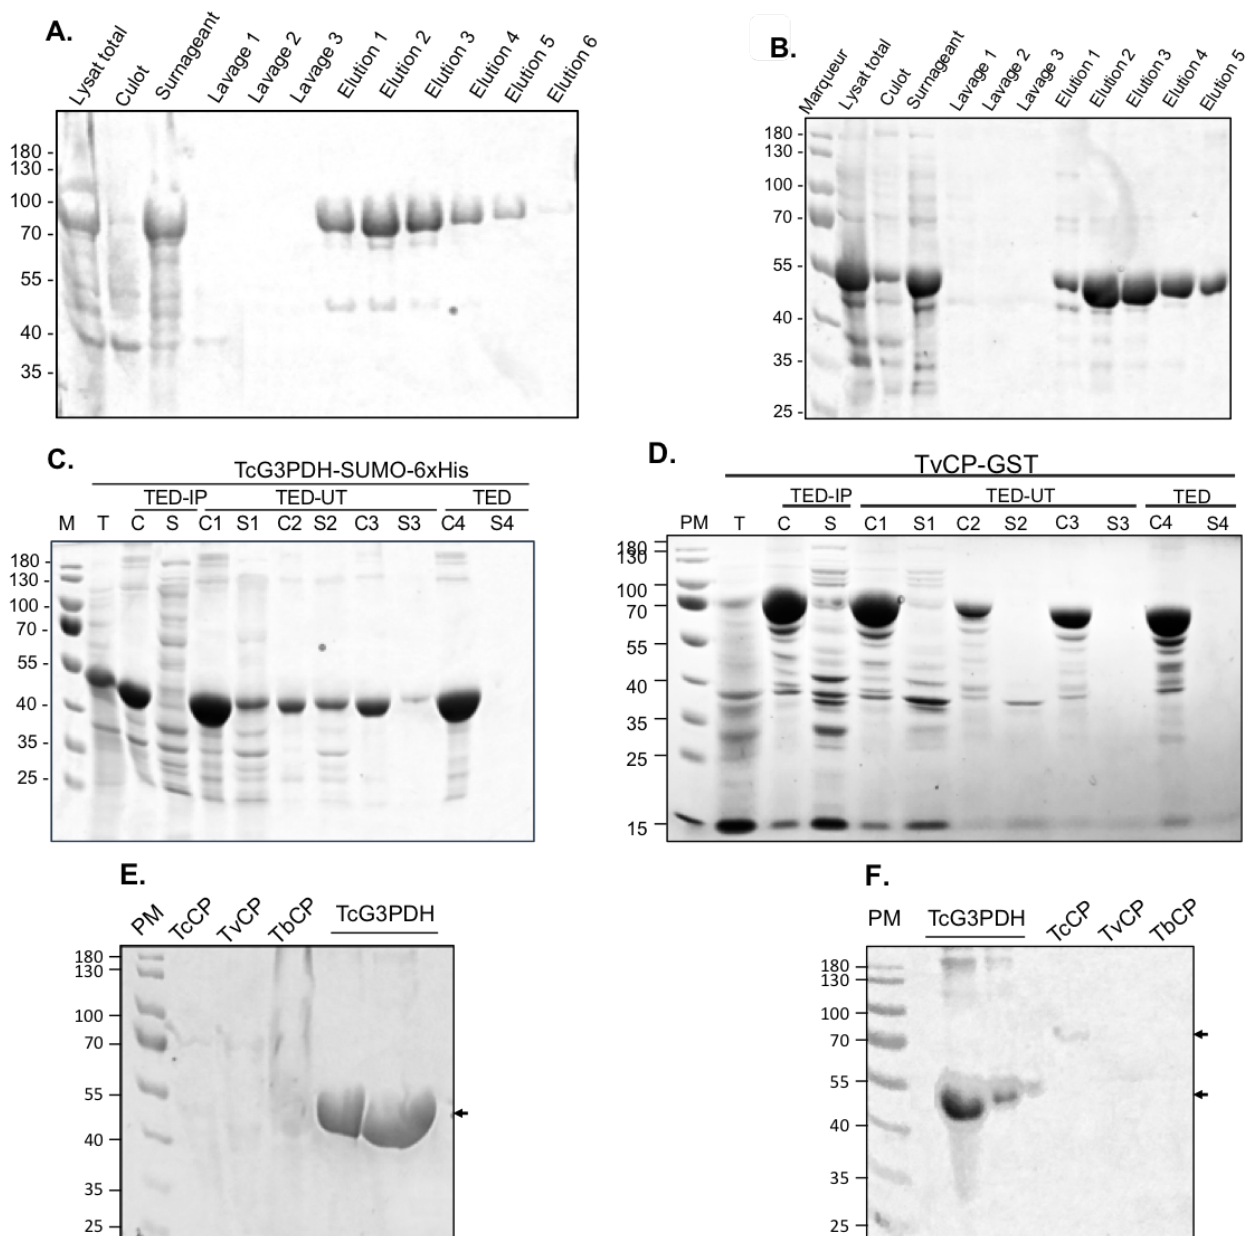 A.
Lysat total
Culot
Surnageant
Lavage 1
Lavage 2
Lavage 3
Elution 1
Elution 2
Elution 3
Elution 4
Elution 5
Elution 6
180 -
130 -
100 -
70 -
55 -
40 -
35 -
B.
Marqueur
Lysat total
Culot
Surnageant
Lavage 1
Lavage 2
Lavage 3
Elution 1
Elution 2
Elution 3
Elution 4
Elution 5
180 -
130 -
100 -
70 -
55 -
40 -
35 -
25 -
C.
TcG3PDH-SUMO-6xHis
TED-IP TED-UT TED
M T C S C1 S1 C2 S2 C3 S3 C4 S4
180 -
130 -
100 -
70 -
55 -
40 -
35 -
25 -
D.
TvCP-GST
TED-IP TED-UT TED
PM T C S C1 S1 C2 S2 C3 S3 C4 S4
180
130
100
70
55
40
35
25
15
E.
PM TcCP TvCP TbCP TcG3PDH
180
130
100
70
55
40
35
25
F.
PM TcG3PDH TcCP TvCP TbCP
180
130
100
70
55
40
35
25